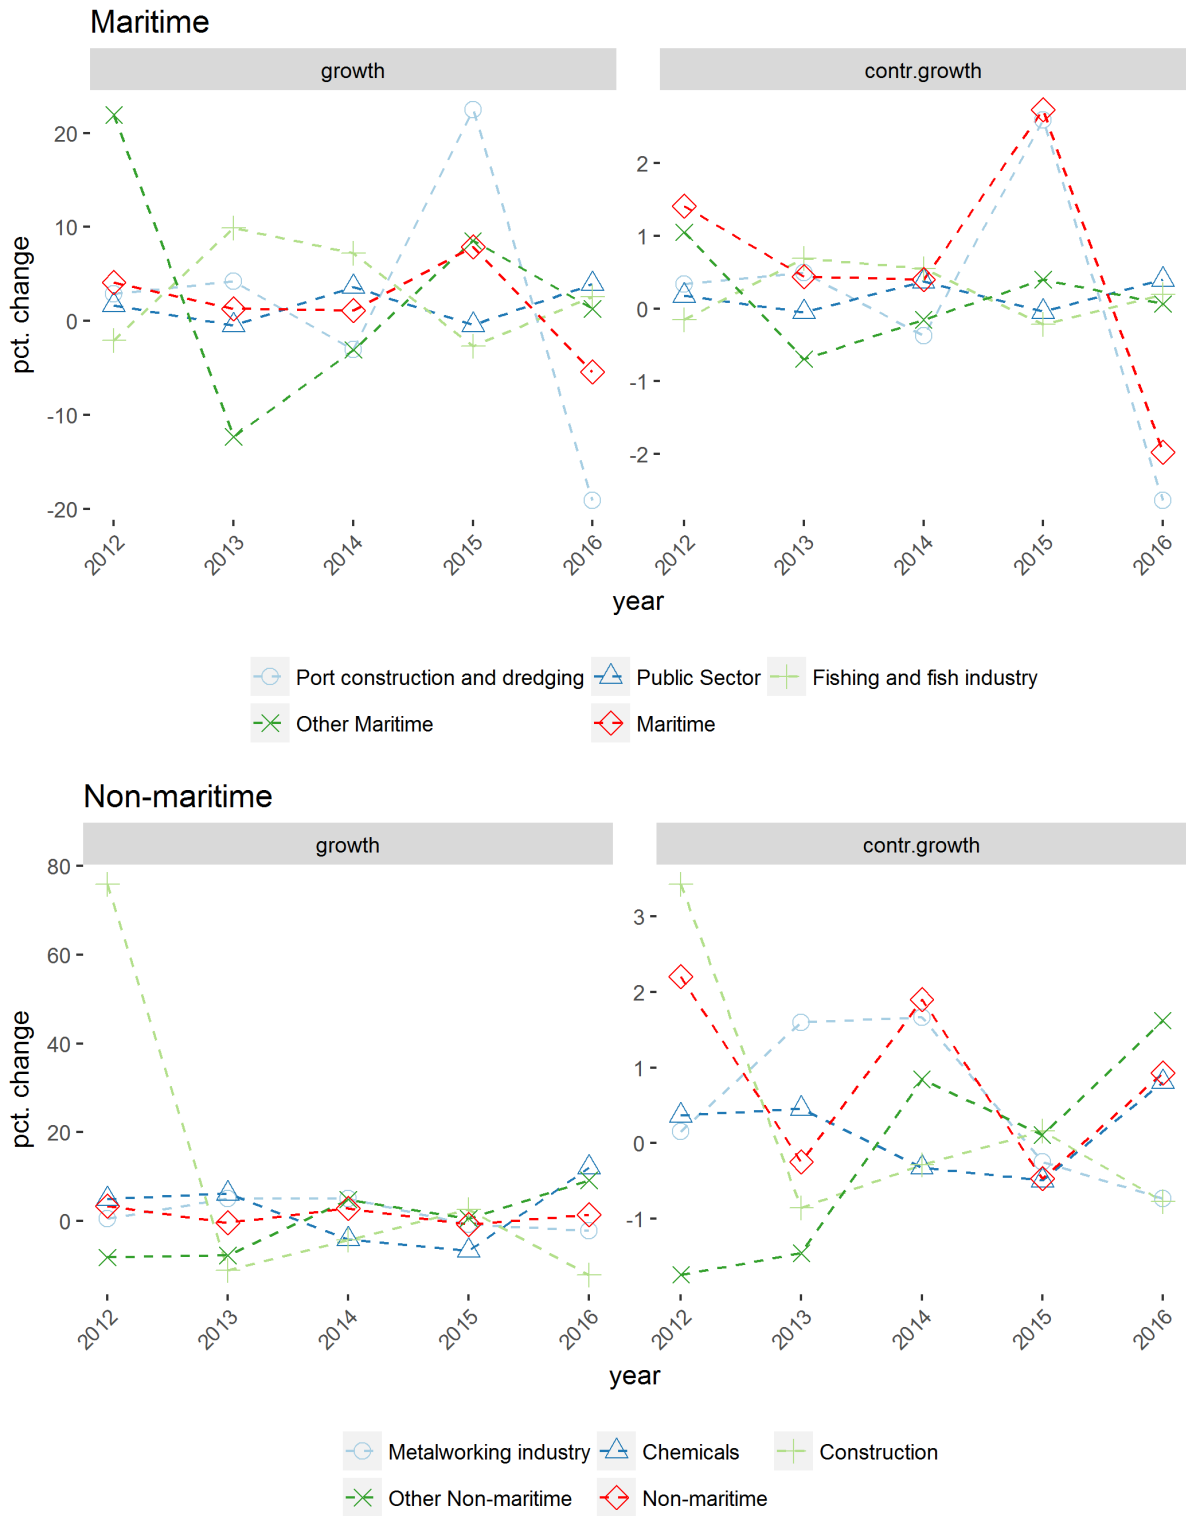 Maritime
growth contr.growth
pct. change
20
10
0
-10
-20
2
1
0
-1
-2
2012 2013 2014 2015 2016 2012 2013 2014 2015 2016
year
Port construction and dredging Public Sector Fishing and fish industry
Other Maritime Maritime
Non-maritime
growth contr.growth
pct. change
80
60
40
20
0
3
2
1
0
-1
2012 2013 2014 2015 2016 2012 2013 2014 2015 2016
year
Metalworking industry Chemicals Construction
Other Non-maritime Non-maritime